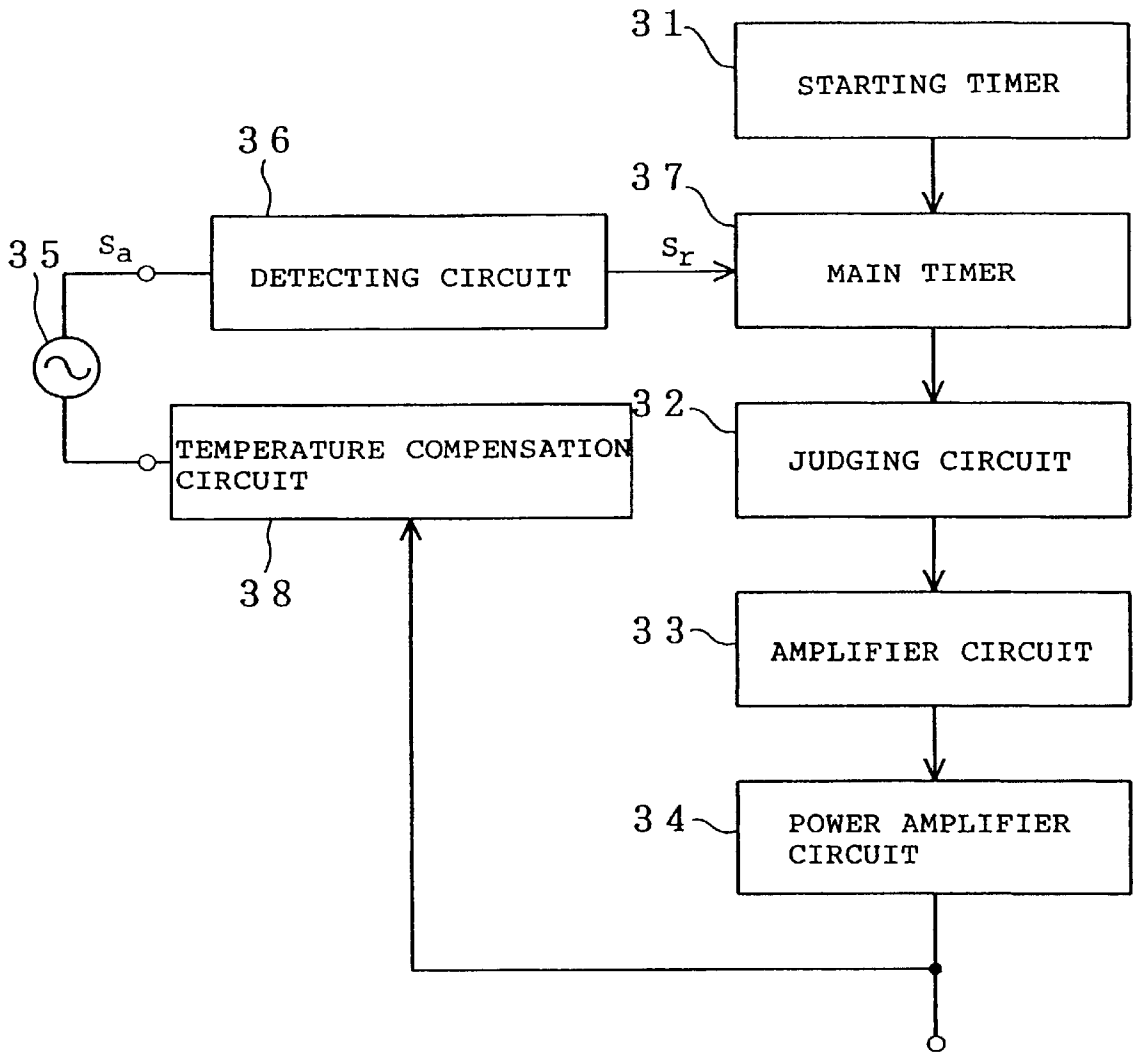 31
STARTING TIMER
36
37
35
Sa
DETECTING CIRCUIT
Sr
MAIN TIMER
32
TEMPERATURE COMPENSATION
CIRCUIT
JUDGING CIRCUIT
38
33
AMPLIFIER CIRCUIT
34
POWER AMPLIFIER
CIRCUIT